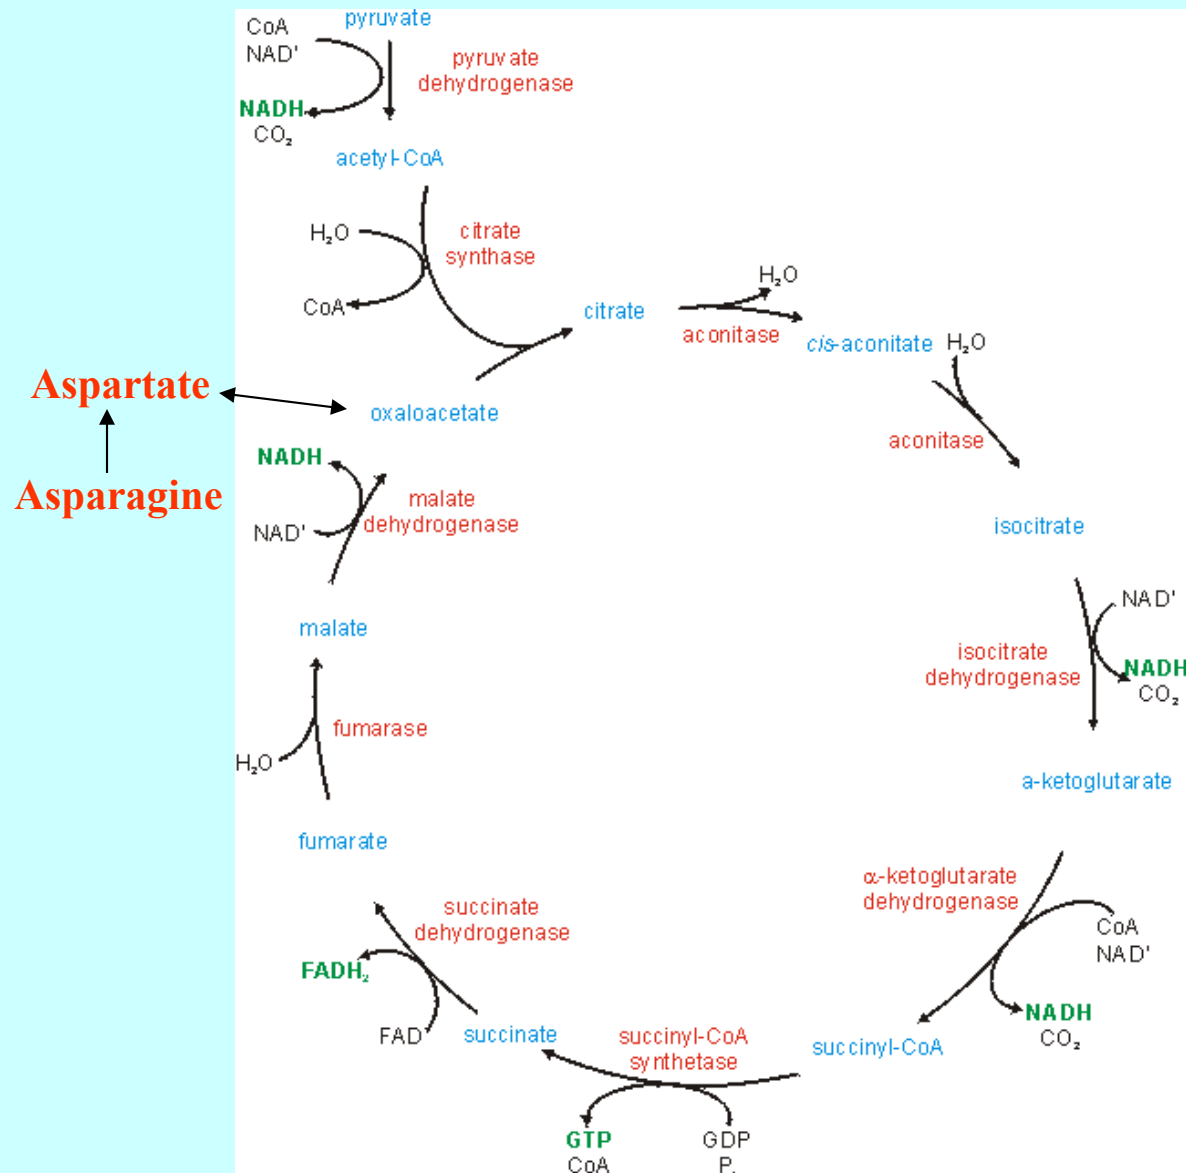 pyruvate
CoA
NAD'
pyruvate
dehydrogenase
NADH
CO₂
acetyl-CoA
H₂O
citrate
synthase
CoA
citrate
H₂O
aconitase
cis-aconitate
H₂O
aconitase
isocitrate
NAD'
isocitrate
dehydrogenase
NADH
CO₂
a-ketoglutarate
α-ketoglutarate
dehydrogenase
CoA
NAD'
NADH
CO₂
succinyl-CoA
succinyl-CoA
synthetase
GTP
CoA
GDP
P.
succinate
succinate
dehydrogenase
FADH₂
FAD
fumarate
fumarase
H₂O
malate
malate
dehydrogenase
NADH
NAD'
oxaloacetate
Aspartate
Asparagine